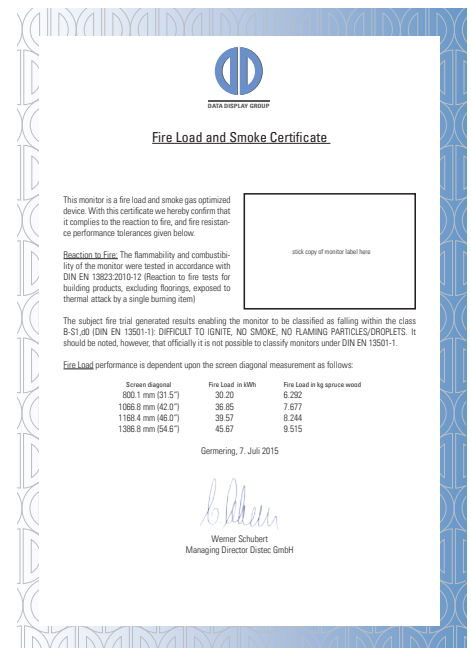 DATA DISPLAY GROUP
Fire Load and Smoke Certificate
This monitor is a fire load and smoke gas optimized
device. With this certificate we hereby confirm that
it complies to the reaction to fire, and fire resistan-
ce performance tolerances given below.
stick copy of monitor label here
Reaction to Fire: The flammability and combustibi-
lity of the monitor were tested in accordance with
DIN EN 13823:2010-12 (Reaction to fire tests for
building products, excluding floorings, exposed to
thermal attack by a single burning item)
The subject fire trial generated results enabling the monitor to be classified as falling within the class
B-S1,d0 (DIN EN 13501-1): DIFFICULT TO IGNITE, NO SMOKE, NO FLAMING PARTICLES/DROPLETS. It
should be noted, however, that officially it is not possible to classify monitors under DIN EN 13501-1.
Fire Load performance is dependent upon the screen diagonal measurement as follows:
Screen diagonal Fire Load in kWh Fire Load in kg spruce wood
800.1 mm (31.5") 30.20 6.292
1066.8 mm (42.0") 36.85 7.677
1168.4 mm (46.0") 39.57 8.244
1386.8 mm (54.6") 45.67 9.515
Germering, 7. Juli 2015
Werner Schubert
Managing Director Distec GmbH